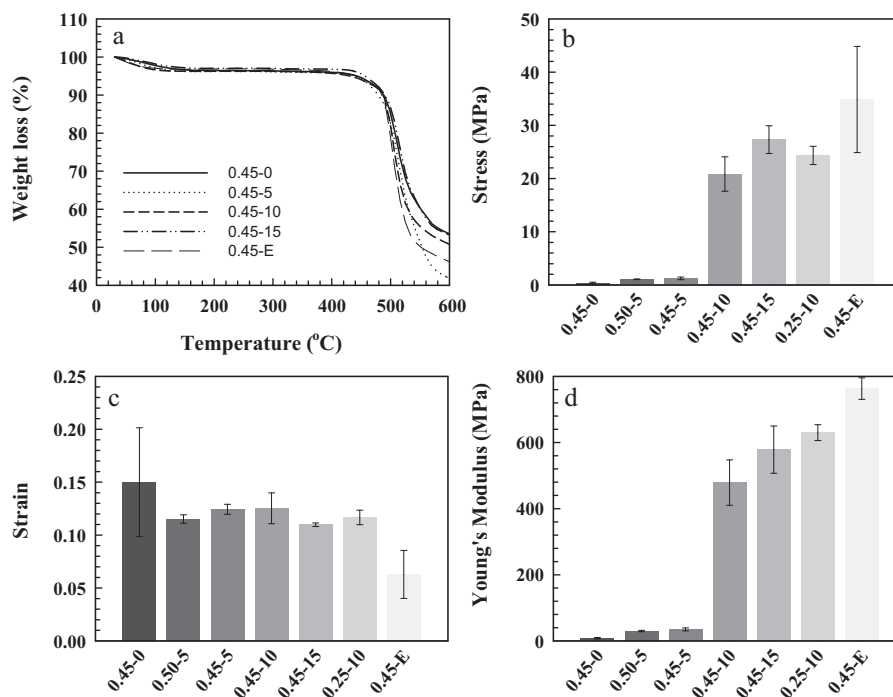 a
Weight loss (%)
100
90
80
70
60
50
40
0.45-0
0.45-5
0.45-10
0.45-15
0.45-E
0 100 200 300 400 500 600
Temperature (°C)
b
Stress (MPa)
50
40
30
20
10
0
0.45-0 0.50-5 0.45-5 0.45-10 0.45-15 0.25-10 0.45-E
c
Strain
0.25
0.20
0.15
0.10
0.05
0.00
0.45-0 0.50-5 0.45-5 0.45-10 0.45-15 0.25-10 0.45-E
d
Young's Modulus (MPa)
800
600
400
200
0
0.45-0 0.50-5 0.45-5 0.45-10 0.45-15 0.25-10 0.45-E